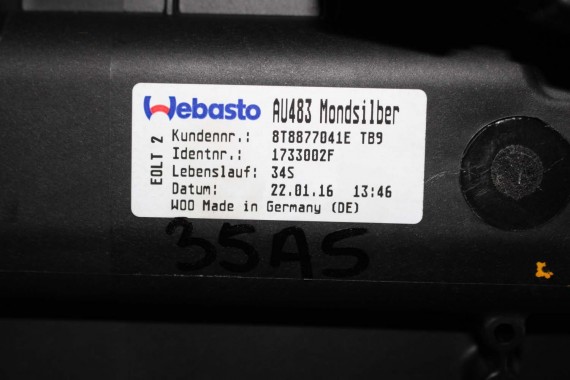 Webasto AU483 Mondsilber
EOLT 2
Kundennr.: 8T8877041E TB9
Identnr.: 1733002F
Lebenslauf: 34S
Datum: 22.01.16 13:46
WOO Made in Germany (DE)
35AS